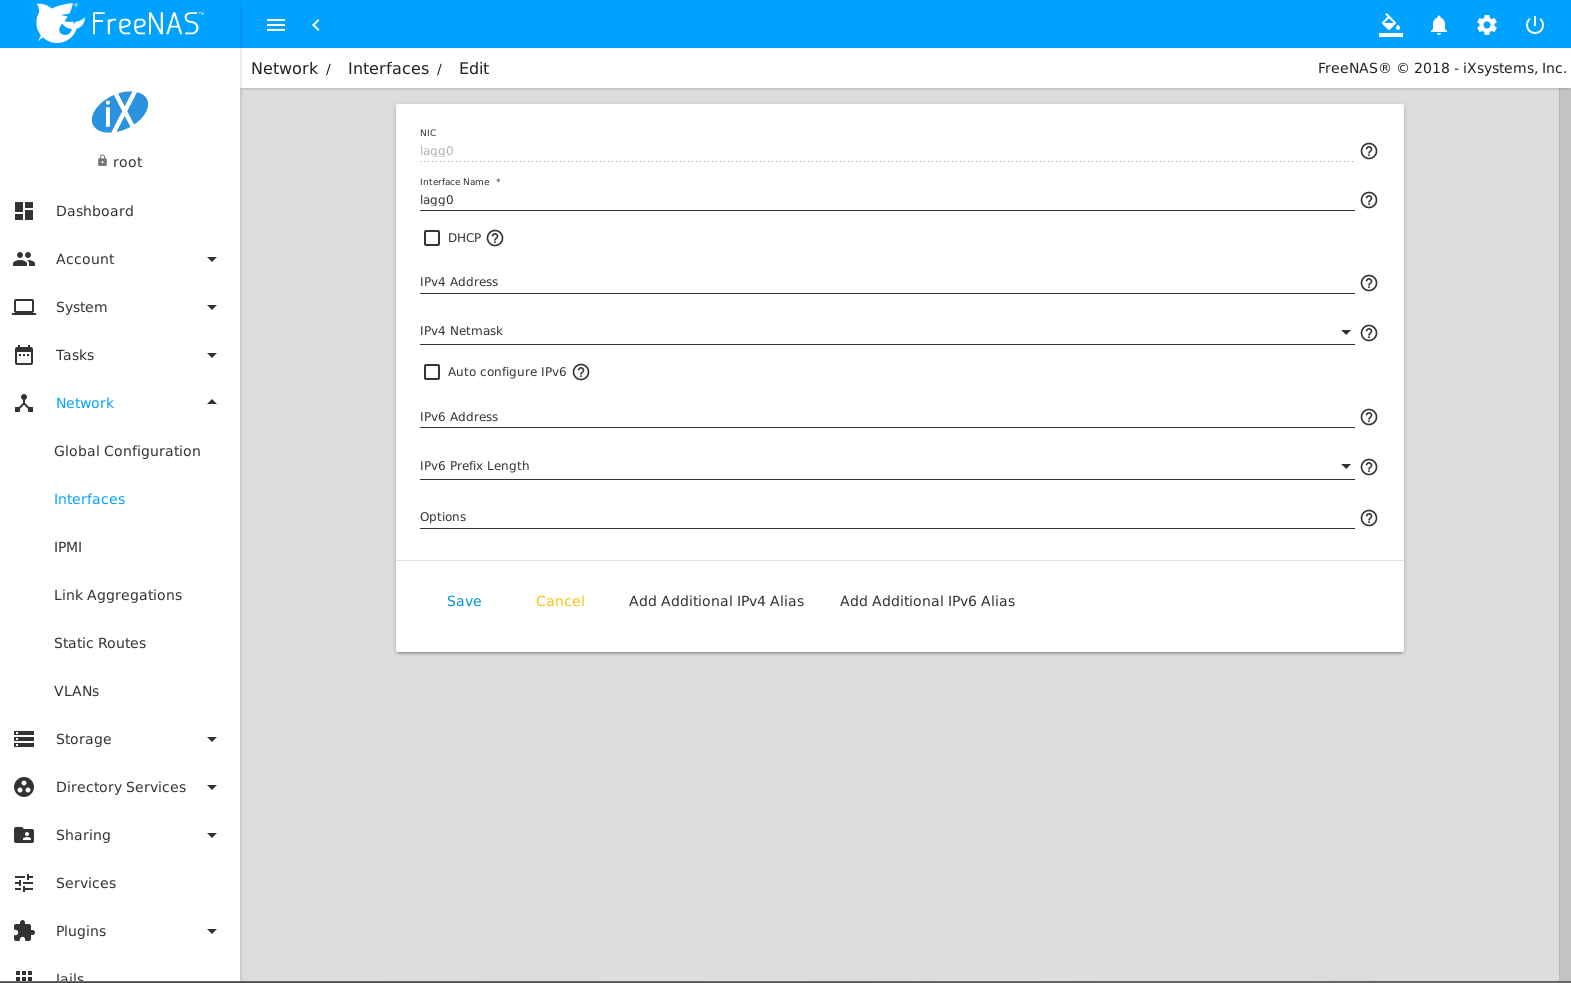 FreeNAS™
Network / Interfaces / Edit
FreeNAS® © 2018 - iXsystems, Inc.
iX
root
Dashboard
Account
System
Tasks
Network
Global Configuration
Interfaces
IPMI
Link Aggregations
Static Routes
VLANs
Storage
Directory Services
Sharing
Services
Plugins
Jails
NIC
lagg0
Interface Name *
lagg0
DHCP
IPv4 Address
IPv4 Netmask
Auto configure IPv6
IPv6 Address
IPv6 Prefix Length
Options
Save Cancel Add Additional IPv4 Alias Add Additional IPv6 Alias